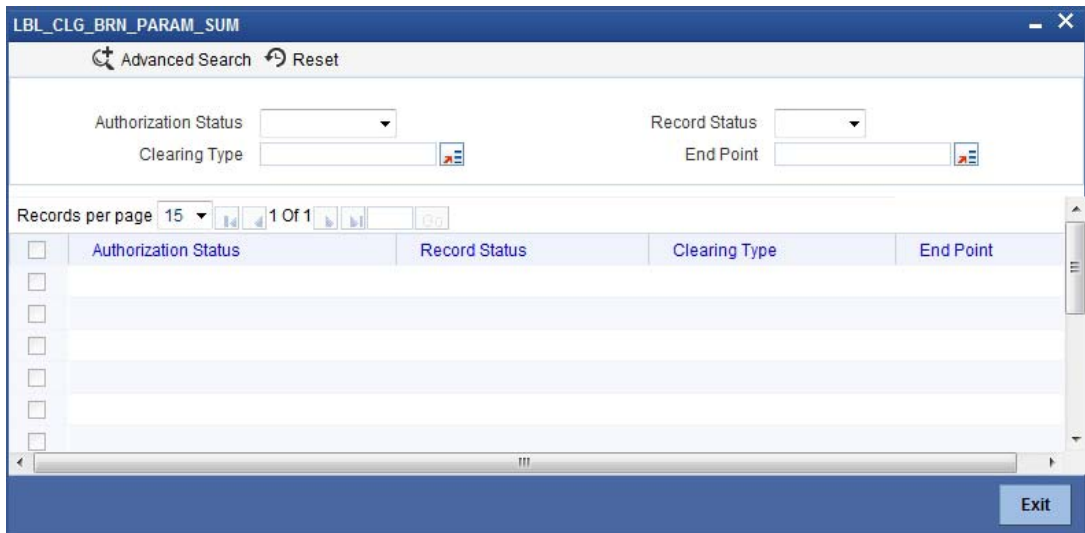 LBL_CLG_BRN_PARAM_SUM
Advanced Search Reset
Authorization Status Record Status
Clearing Type End Point
Records per page 15 1 Of 1 Go
Authorization Status Record Status Clearing Type End Point
Exit